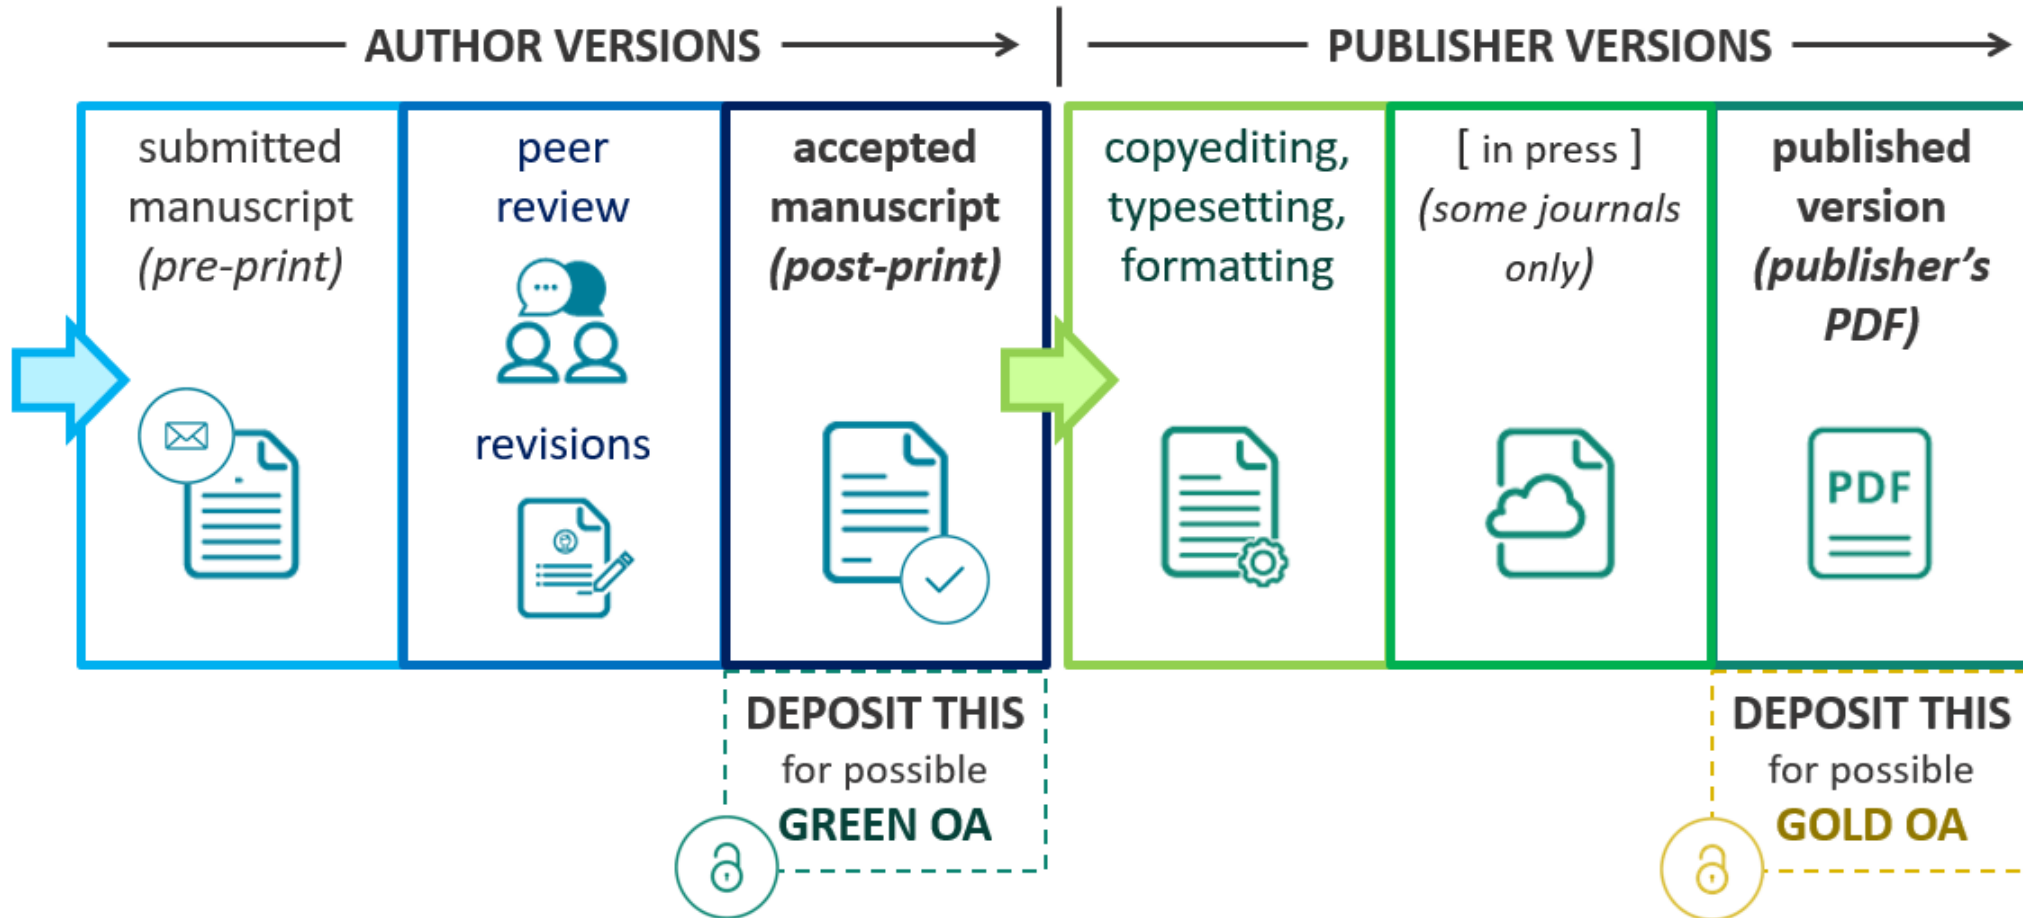 AUTHOR VERSIONS
PUBLISHER VERSIONS
submitted
manuscript
(pre-print)
peer
review
revisions
accepted
manuscript
(post-print)
copyediting,
typesetting,
formatting
[ in press ]
(some journals
only)
published
version
(publisher's
PDF)
PDF
DEPOSIT THIS
for possible
GREEN OA
DEPOSIT THIS
for possible
GOLD OA